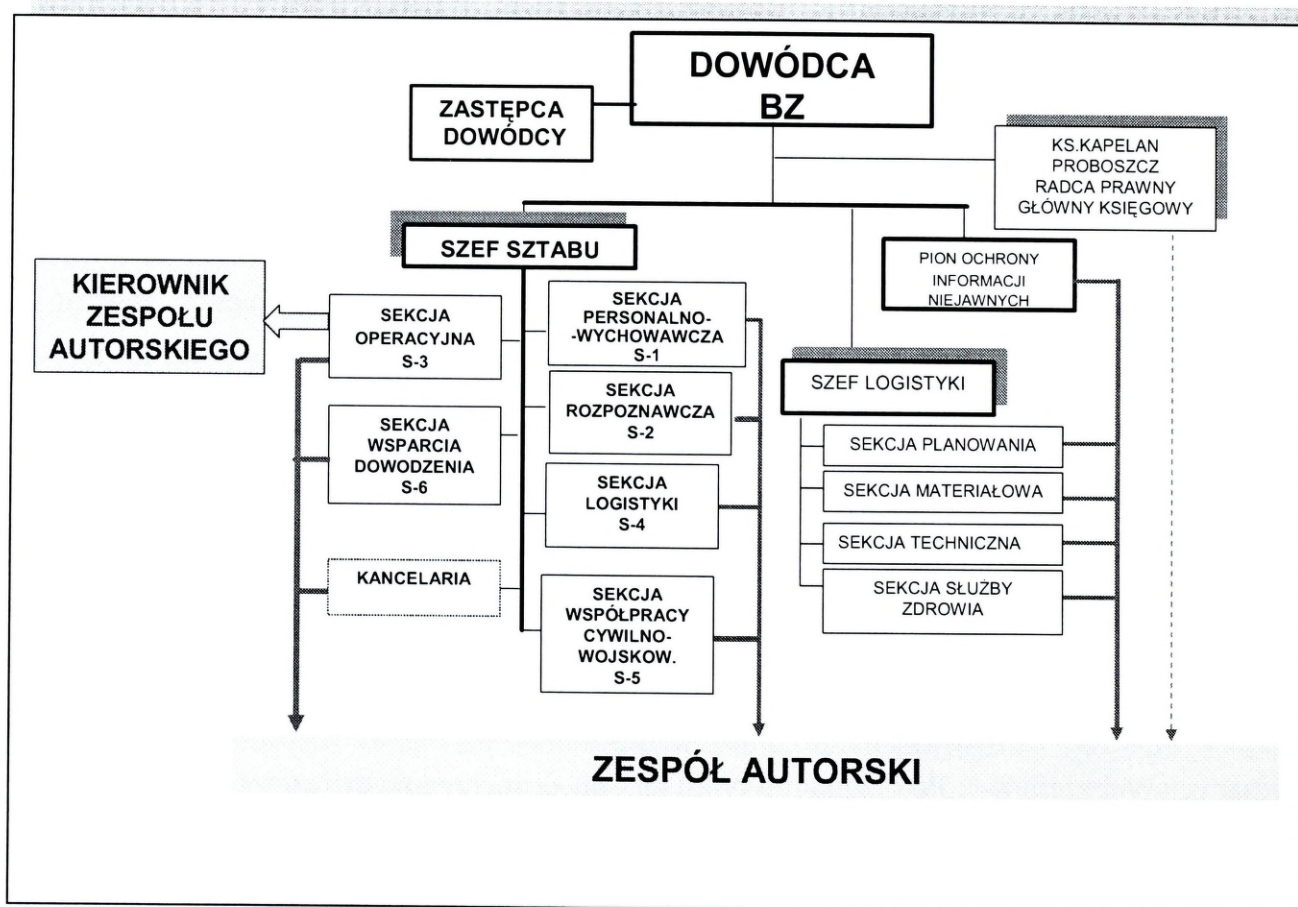 DOWÓDCA
BZ
ZASTĘPCA
DOWÓDCY
KS.KAPELAN
PROBOSZCZ
RADCA PRAWNY
GŁÓWNY KSIĘGOWY
SZEF SZTABU
PION OCHRONY
INFORMACJI
NIEJAWNYCH
KIEROWNIK
ZESPOŁU
AUTORSKIEGO
SEKCJA
OPERACYJNA
S-3
SEKCJA
PERSONALNO-
-WYCHOWAWCZA
S-1
SZEF LOGISTYKI
SEKCJA
ROZPOZNAWCZA
S-2
SEKCJA
WSPARCIA
DOWODZENIA
S-6
SEKCJA PLANOWANIA
SEKCJA MATERIAŁOWA
SEKCJA
LOGISTYKI
S-4
SEKCJA TECHNICZNA
KANCELARIA
SEKCJA SŁUŻBY
ZDROWIA
SEKCJA
WSPÓŁPRACY
CYWILNO-
WOJSKOW.
S-5
ZESPÓŁ AUTORSKI